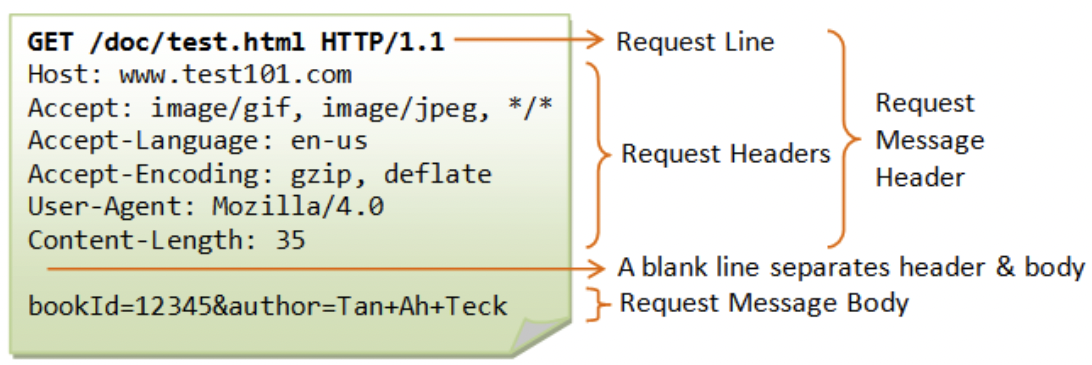 GET /doc/test.html HTTP/1.1
Host: www.test101.com
Accept: image/gif, image/jpeg, */*
Accept-Language: en-us
Accept-Encoding: gzip, deflate
User-Agent: Mozilla/4.0
Content-Length: 35
bookId=12345&author=Tan+Ah+Teck
Request Line
Request Headers
Request
Message
Header
A blank line separates header & body
Request Message Body